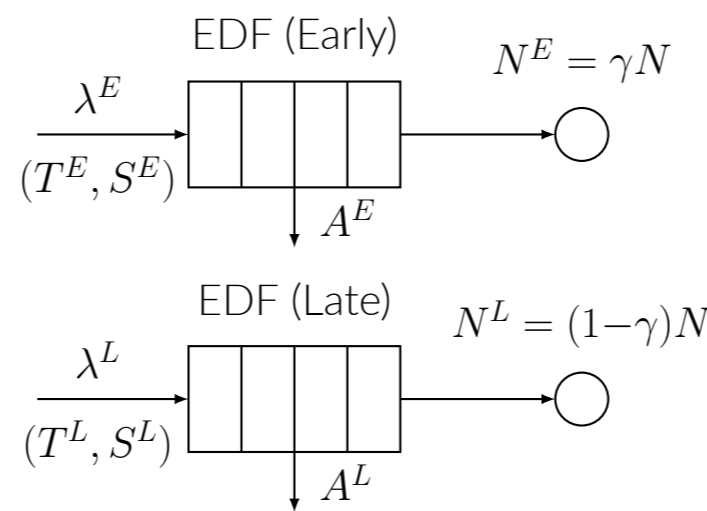 EDF (Early)
N^E = γN
λ^E
(T^E, S^E)
A^E
EDF (Late)
N^L = (1−γ)N
λ^L
(T^L, S^L)
A^L